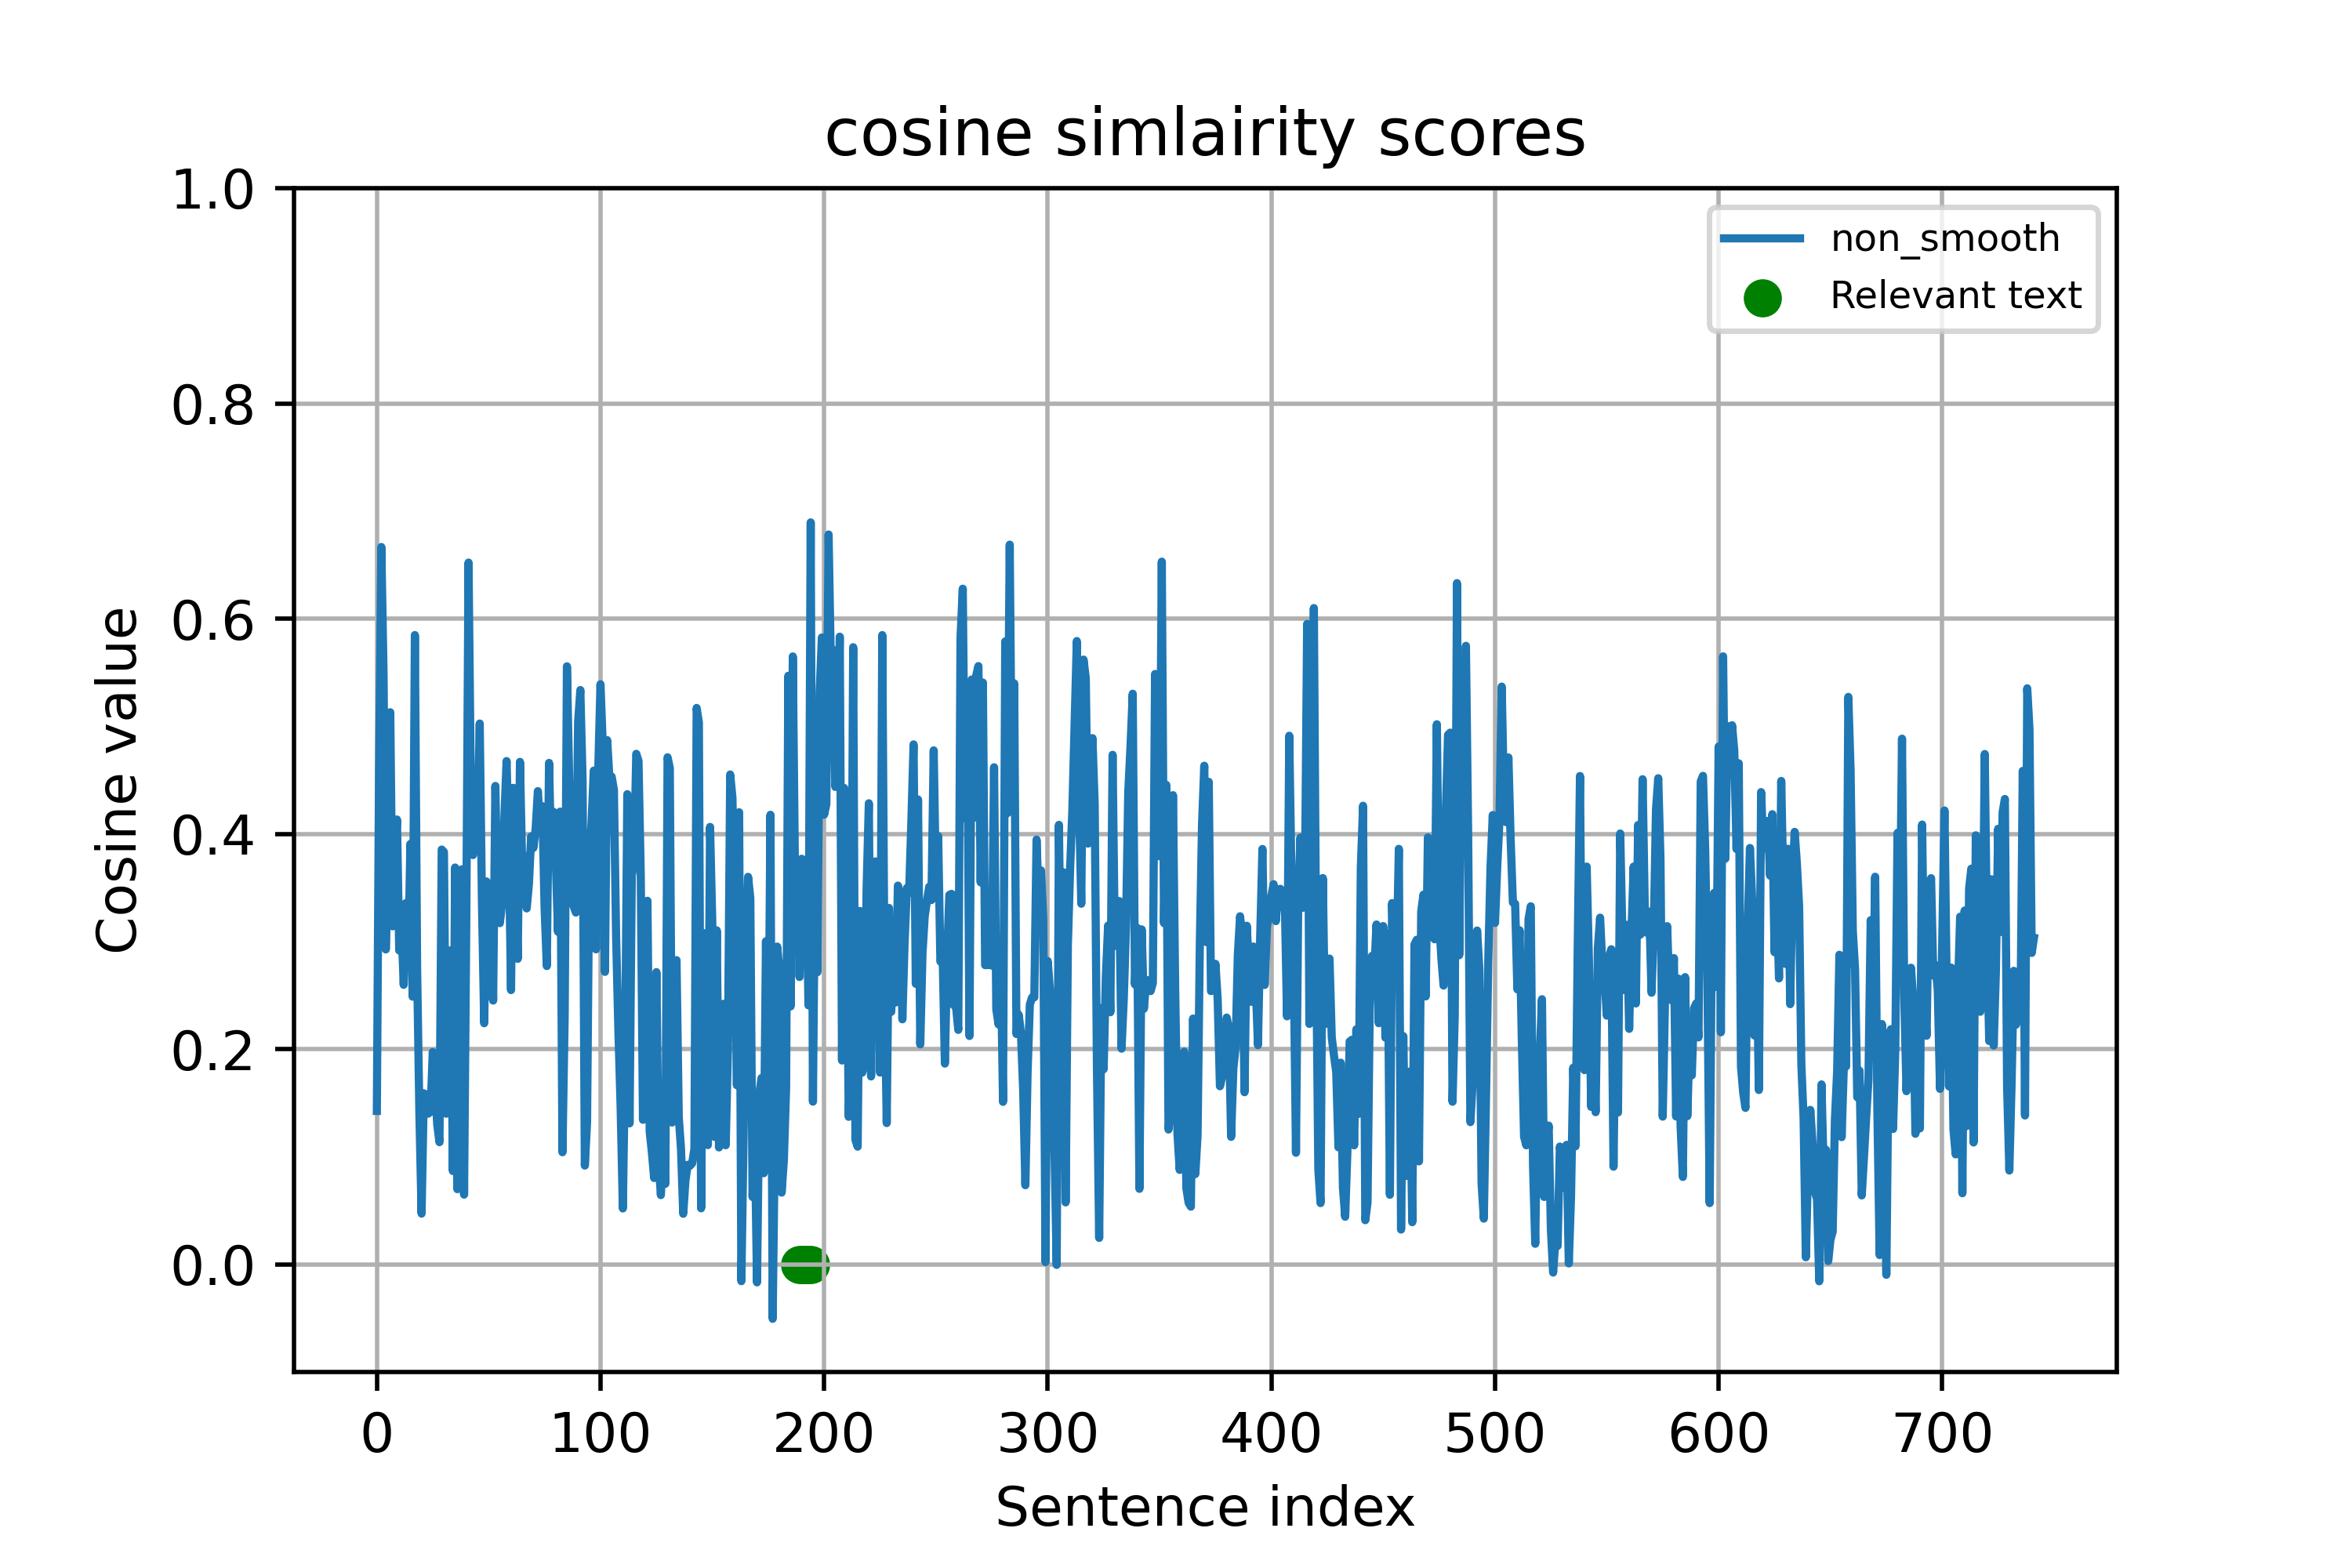 cosine simlairity scores
1.0
0.8
0.6
0.4
0.2
0.0
Cosine value
non_smooth
Relevant text
0 100 200 300 400 500 600 700
Sentence index